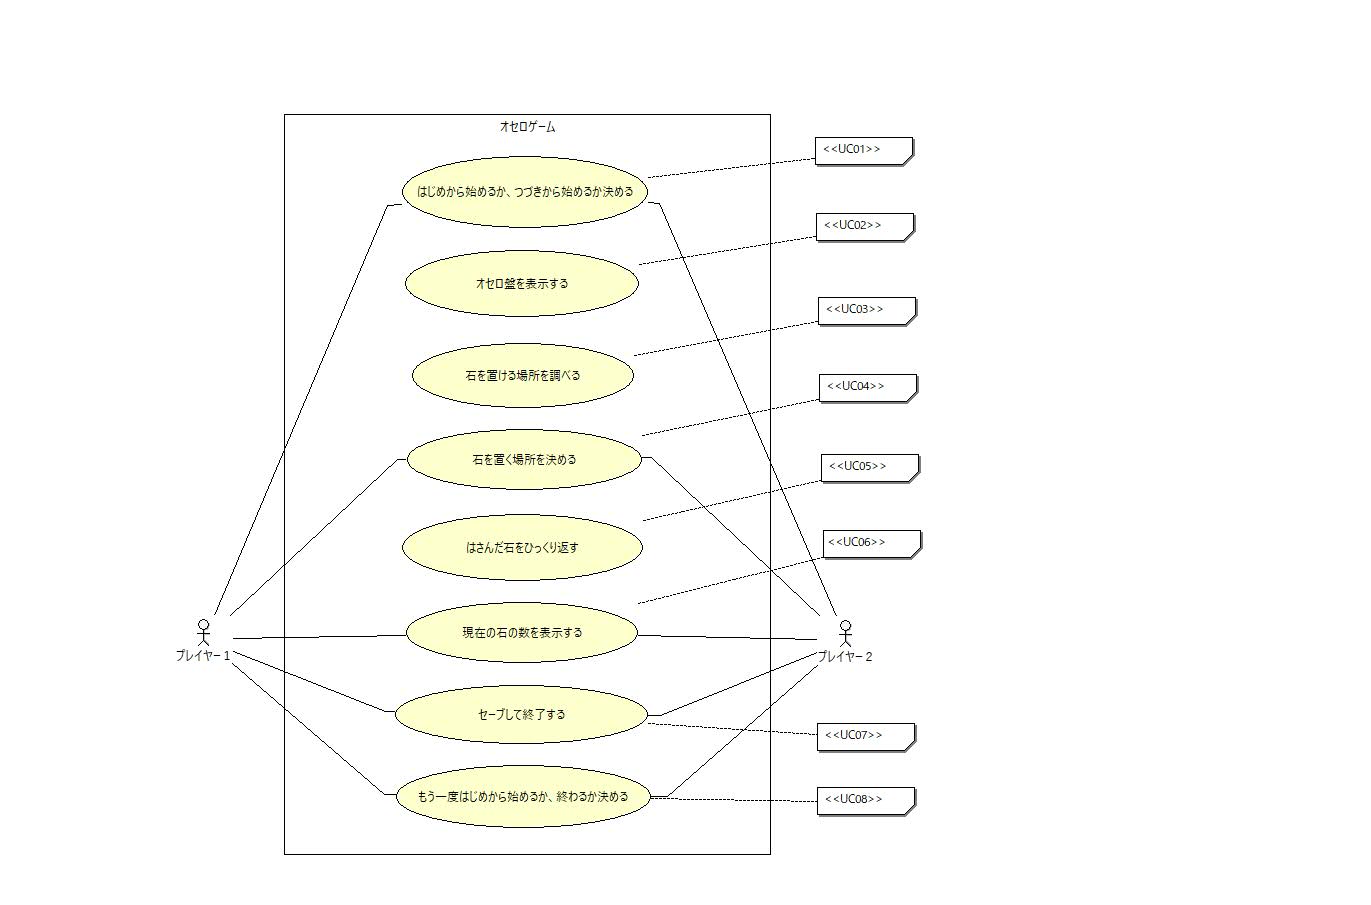 オセロゲーム
<<UC01>>
はじめから始めるか、つづきから始めるか決める
<<UC02>>
オセロ盤を表示する
<<UC03>>
石を置ける場所を調べる
<<UC04>>
石を置く場所を決める
<<UC05>>
はさんだ石をひっくり返す
<<UC06>>
現在の石の数を表示する
プレイヤー１
プレイヤー２
セーブして終了する
<<UC07>>
もう一度はじめから始めるか、終わるか決める
<<UC08>>